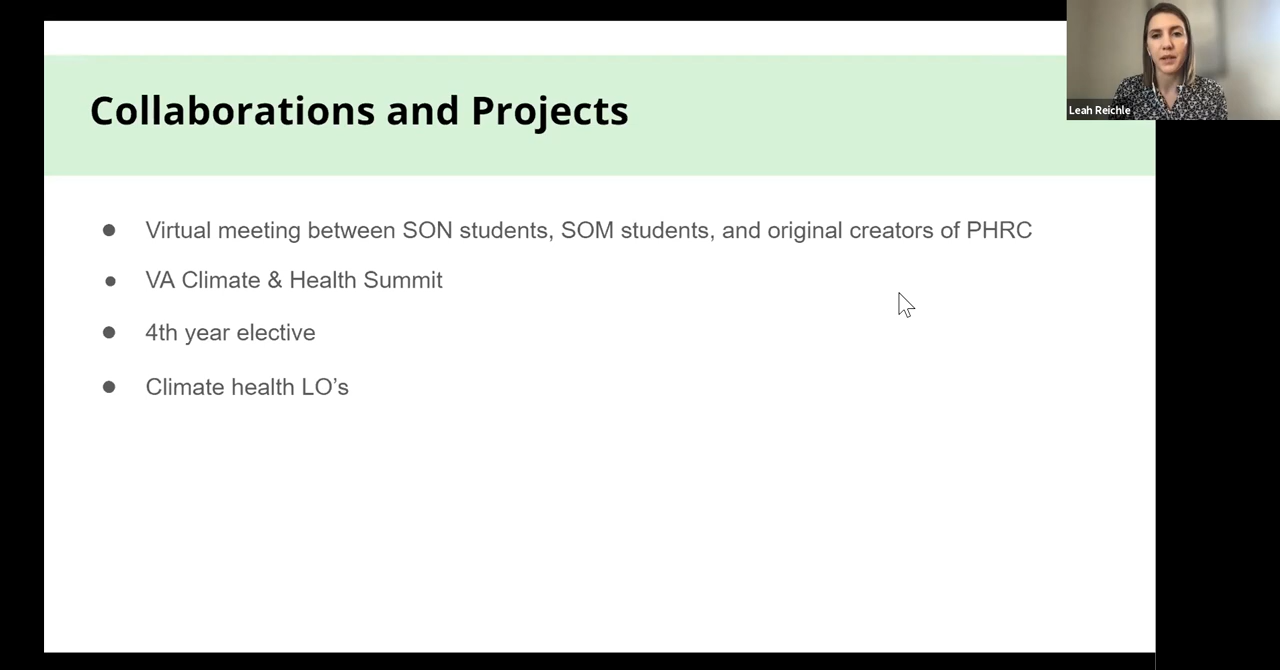 Collaborations and Projects
Leah Reichle
● Virtual meeting between SON students, SOM students, and original creators of PHRC
● VA Climate & Health Summit
● 4th year elective
● Climate health LO’s